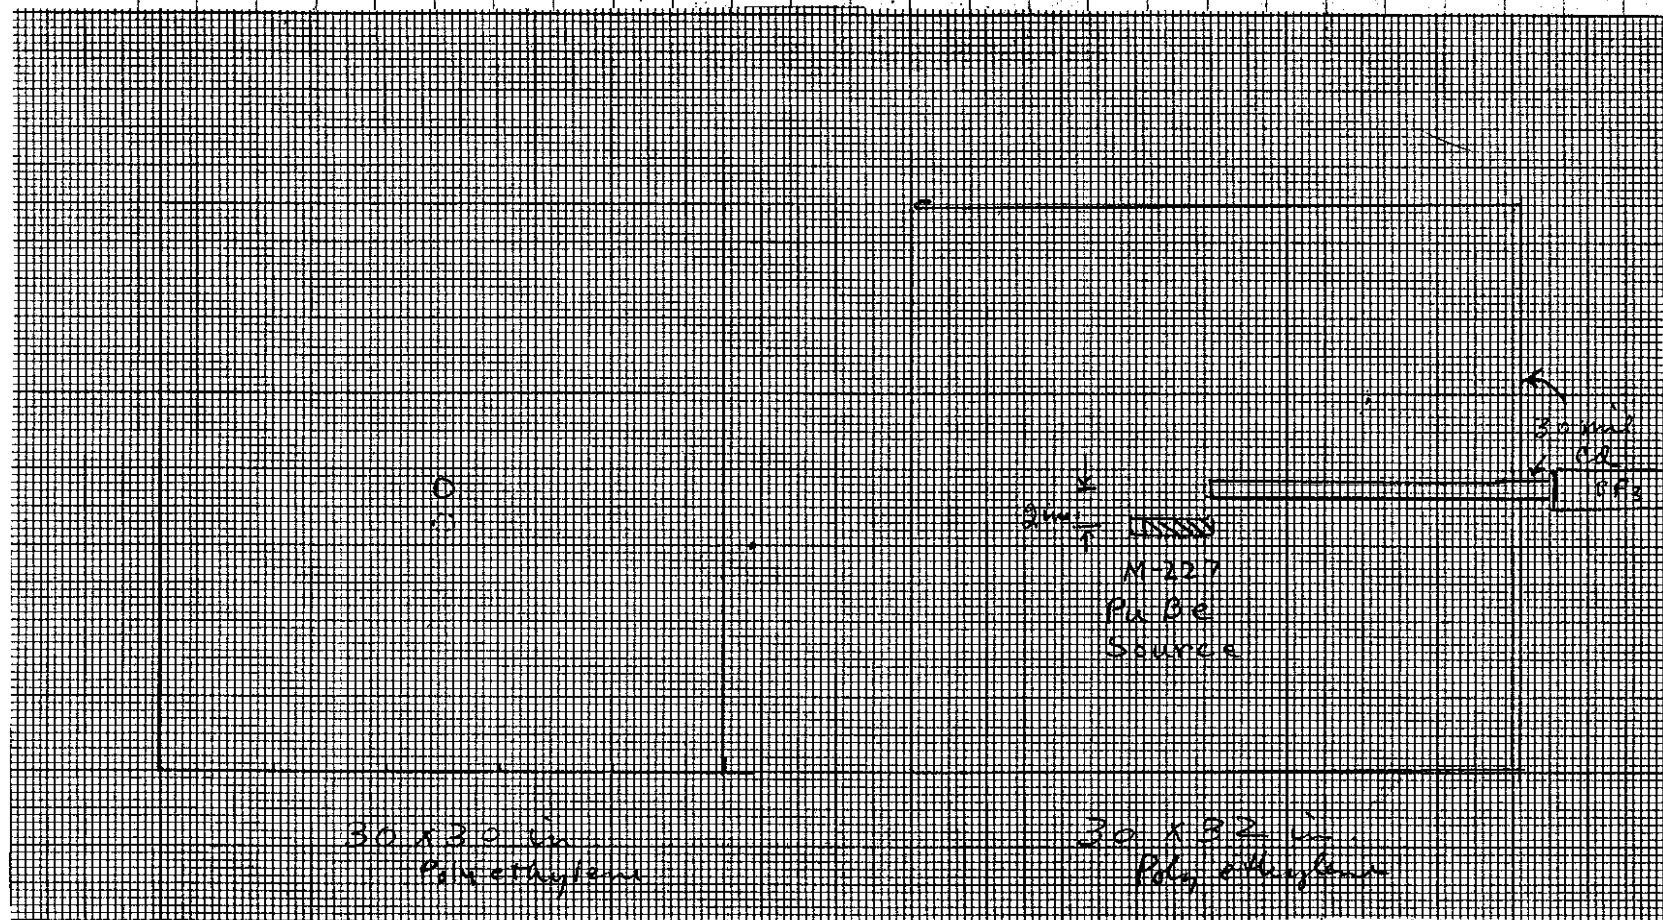 30 x 30 in
Polyethylene
30 mil
Cd
BF3
2 in.
M-227
Pu Be
Source
30 x 32 in.
Polyethylene